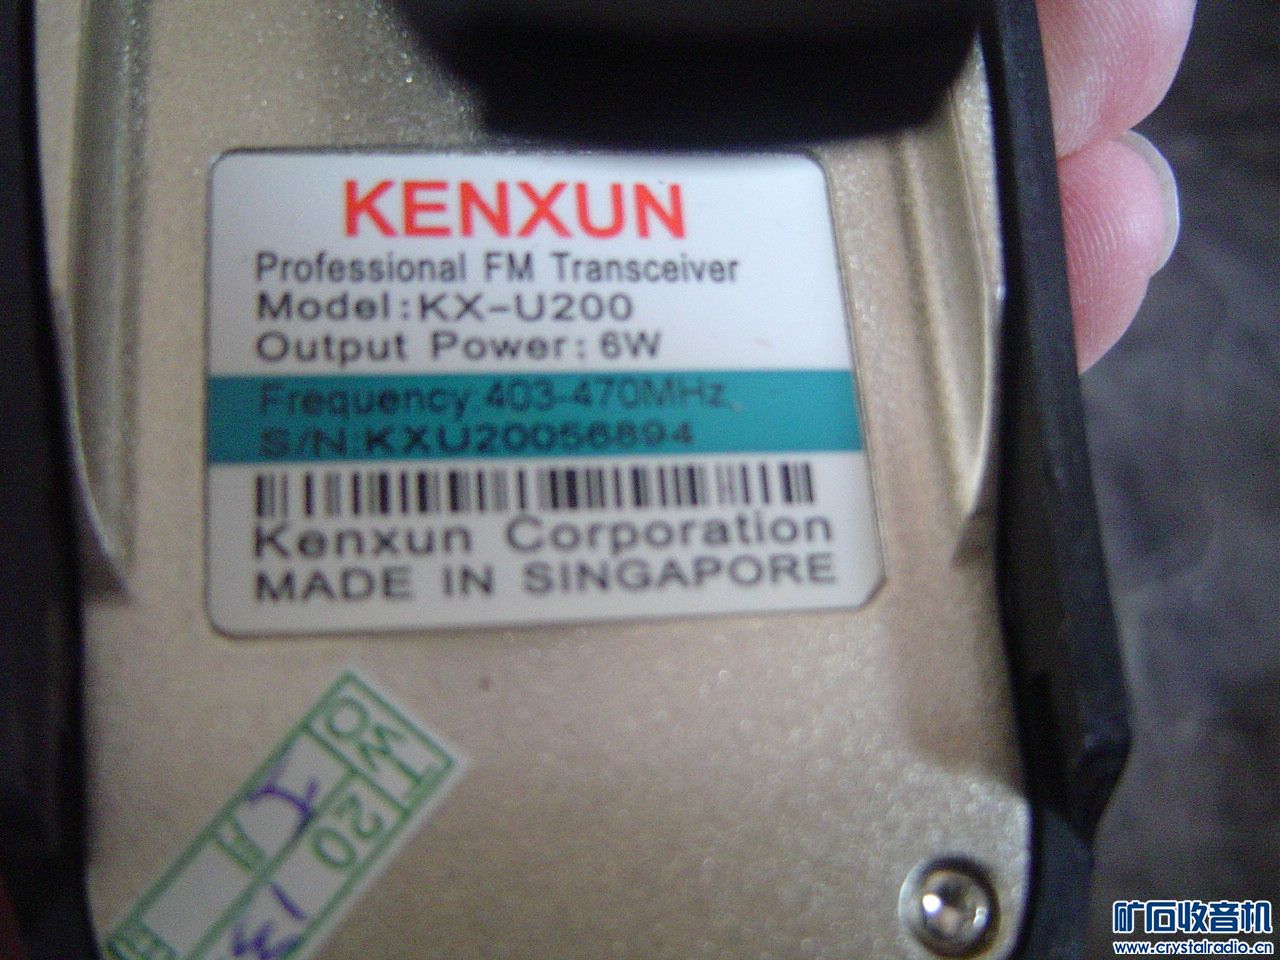 KENXUN
Professional FM Transceiver
Model:KX-U200
Output Power: 6W
Frequency:403-470MHz
S/N:KXU20056894
Kenxun Corporation
MADE IN SINGAPORE
20
矿石收音机
www.crystalradio.cn